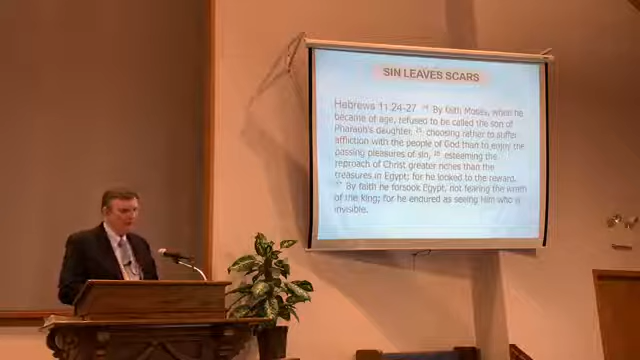 SIN LEAVES SCARS
Hebrews 11:24-27 24 By faith Moses, when he
became of age, refused to be called the son of
Pharaoh's daughter, 25 choosing rather to suffer
affliction with the people of God than to enjoy the
passing pleasures of sin, 26 esteeming the
reproach of Christ greater riches than the
treasures in Egypt; for he looked to the reward.
27 By faith he forsook Egypt, not fearing the wrath
of the king; for he endured as seeing Him who is
invisible.